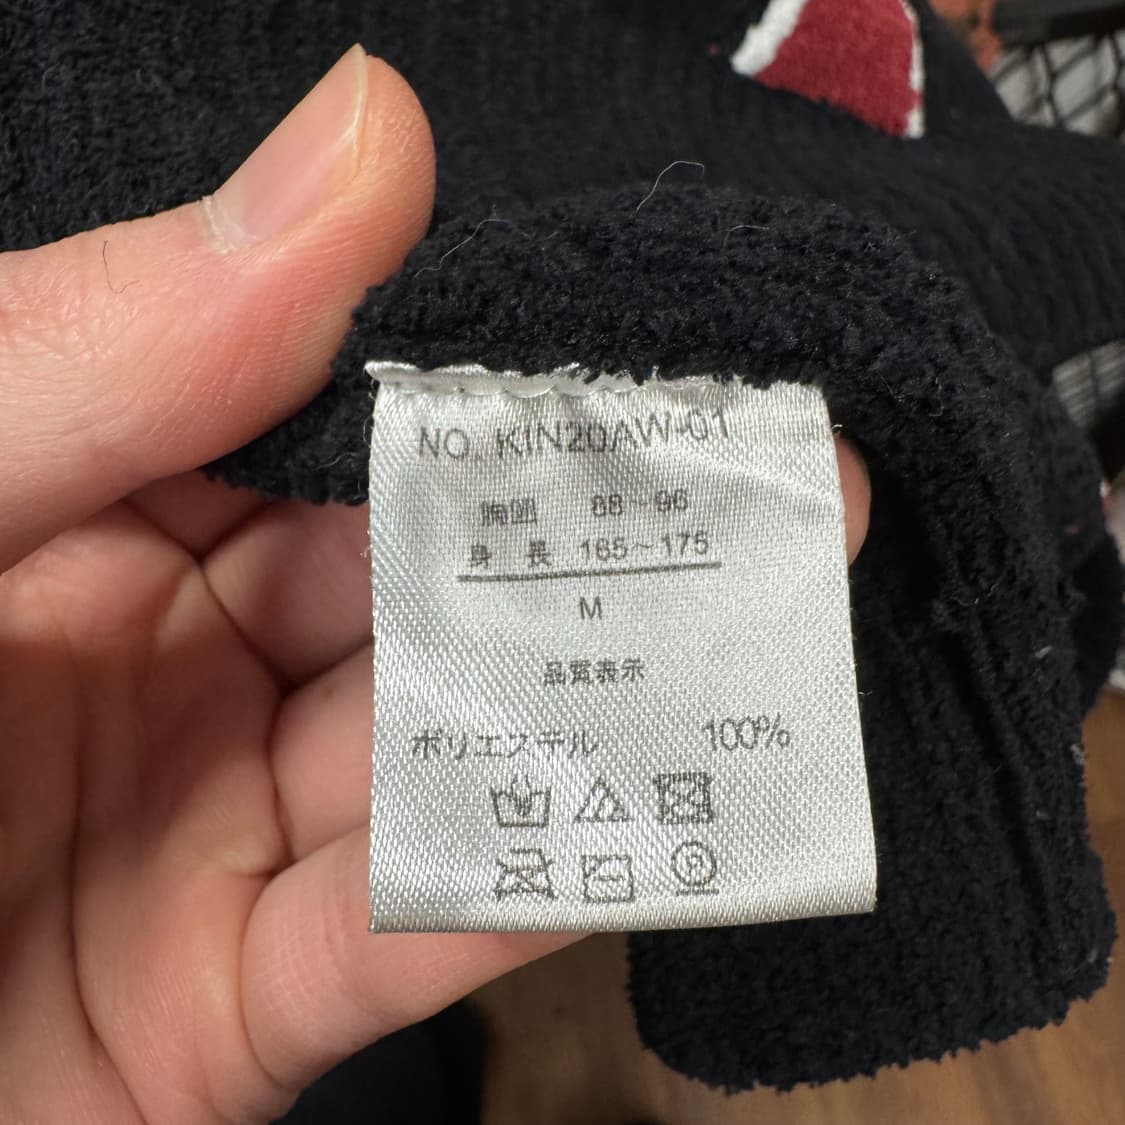 NO. KIN20AW-01
胸囲 88~96
身長 165~175
M
品質表示
ポリエステル 100%
P